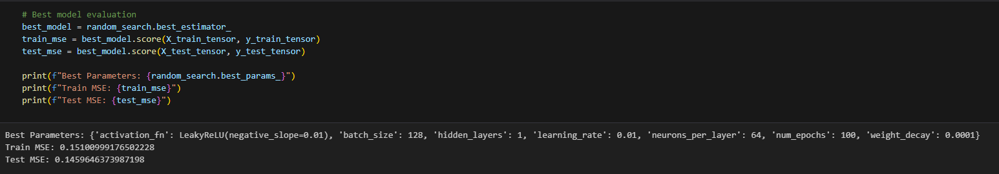 # Best model evaluation
best_model = random_search.best_estimator_
train_mse = best_model.score(X_train_tensor, y_train_tensor)
test_mse = best_model.score(X_test_tensor, y_test_tensor)
print(f"Best Parameters: {random_search.best_params_}")
print(f"Train MSE: {train_mse}")
print(f"Test MSE: {test_mse}")
Best Parameters: {'activation_fn': LeakyReLU(negative_slope=0.01), 'batch_size': 128, 'hidden_layers': 1, 'learning_rate': 0.01, 'neurons_per_layer': 64, 'num_epochs': 100, 'weight_decay': 0.0001}
Train MSE: 0.15100999176502228
Test MSE: 0.1459646373987198